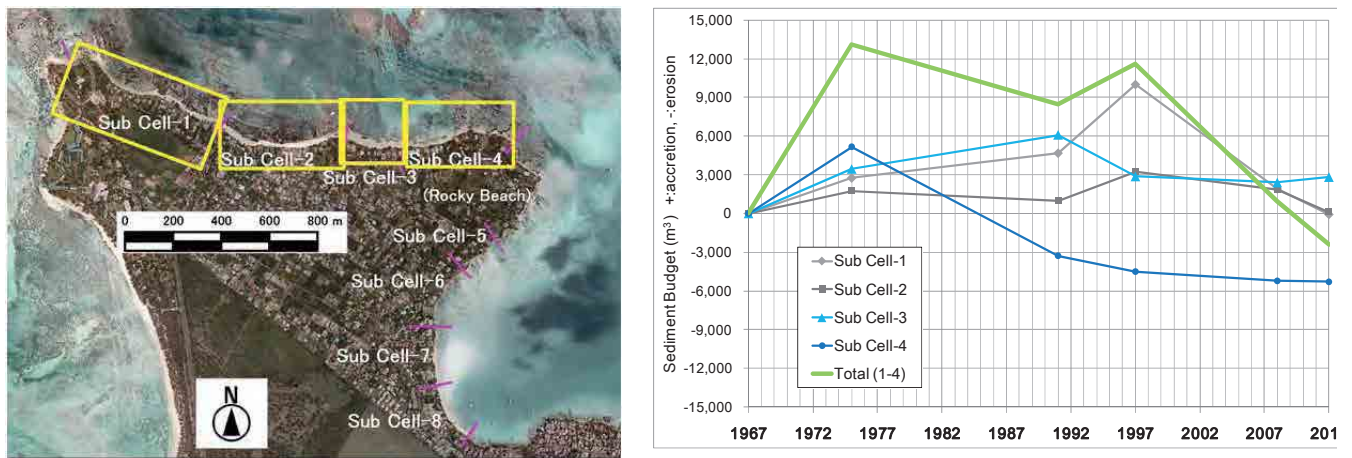 Sub Cell-1
Sub Cell-2
Sub Cell-3
Sub Cell-4
(Rocky Beach)
0 200 400 600 800 m
Sub Cell-5
Sub Cell-6
Sub Cell-7
Sub Cell-8
N
Sediment Budget (m³) +:accretion, -:erosion
15,000
12,000
9,000
6,000
3,000
0
-3,000
-6,000
-9,000
-12,000
-15,000
Sub Cell-1
Sub Cell-2
Sub Cell-3
Sub Cell-4
Total (1-4)
1967 1972 1977 1982 1987 1992 1997 2002 2007 201